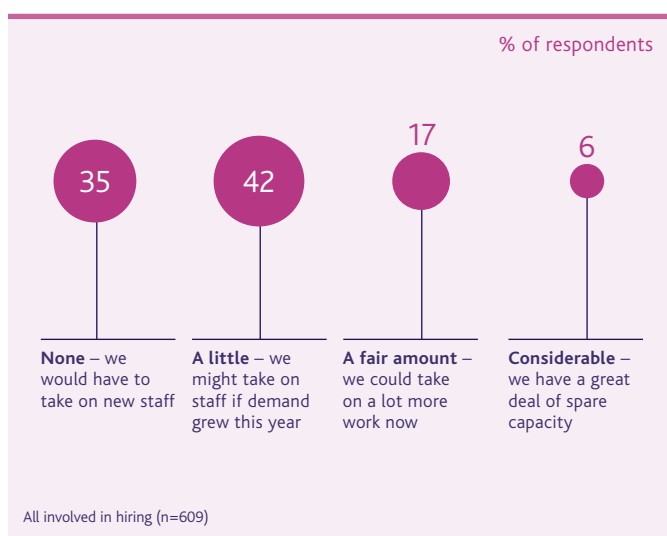 % of respondents
35
42
17
6
None – we
would have to
take on new staff
A little – we
might take on
staff if demand
grew this year
A fair amount –
we could take
on a lot more
work now
Considerable –
we have a great
deal of spare
capacity
All involved in hiring (n=609)